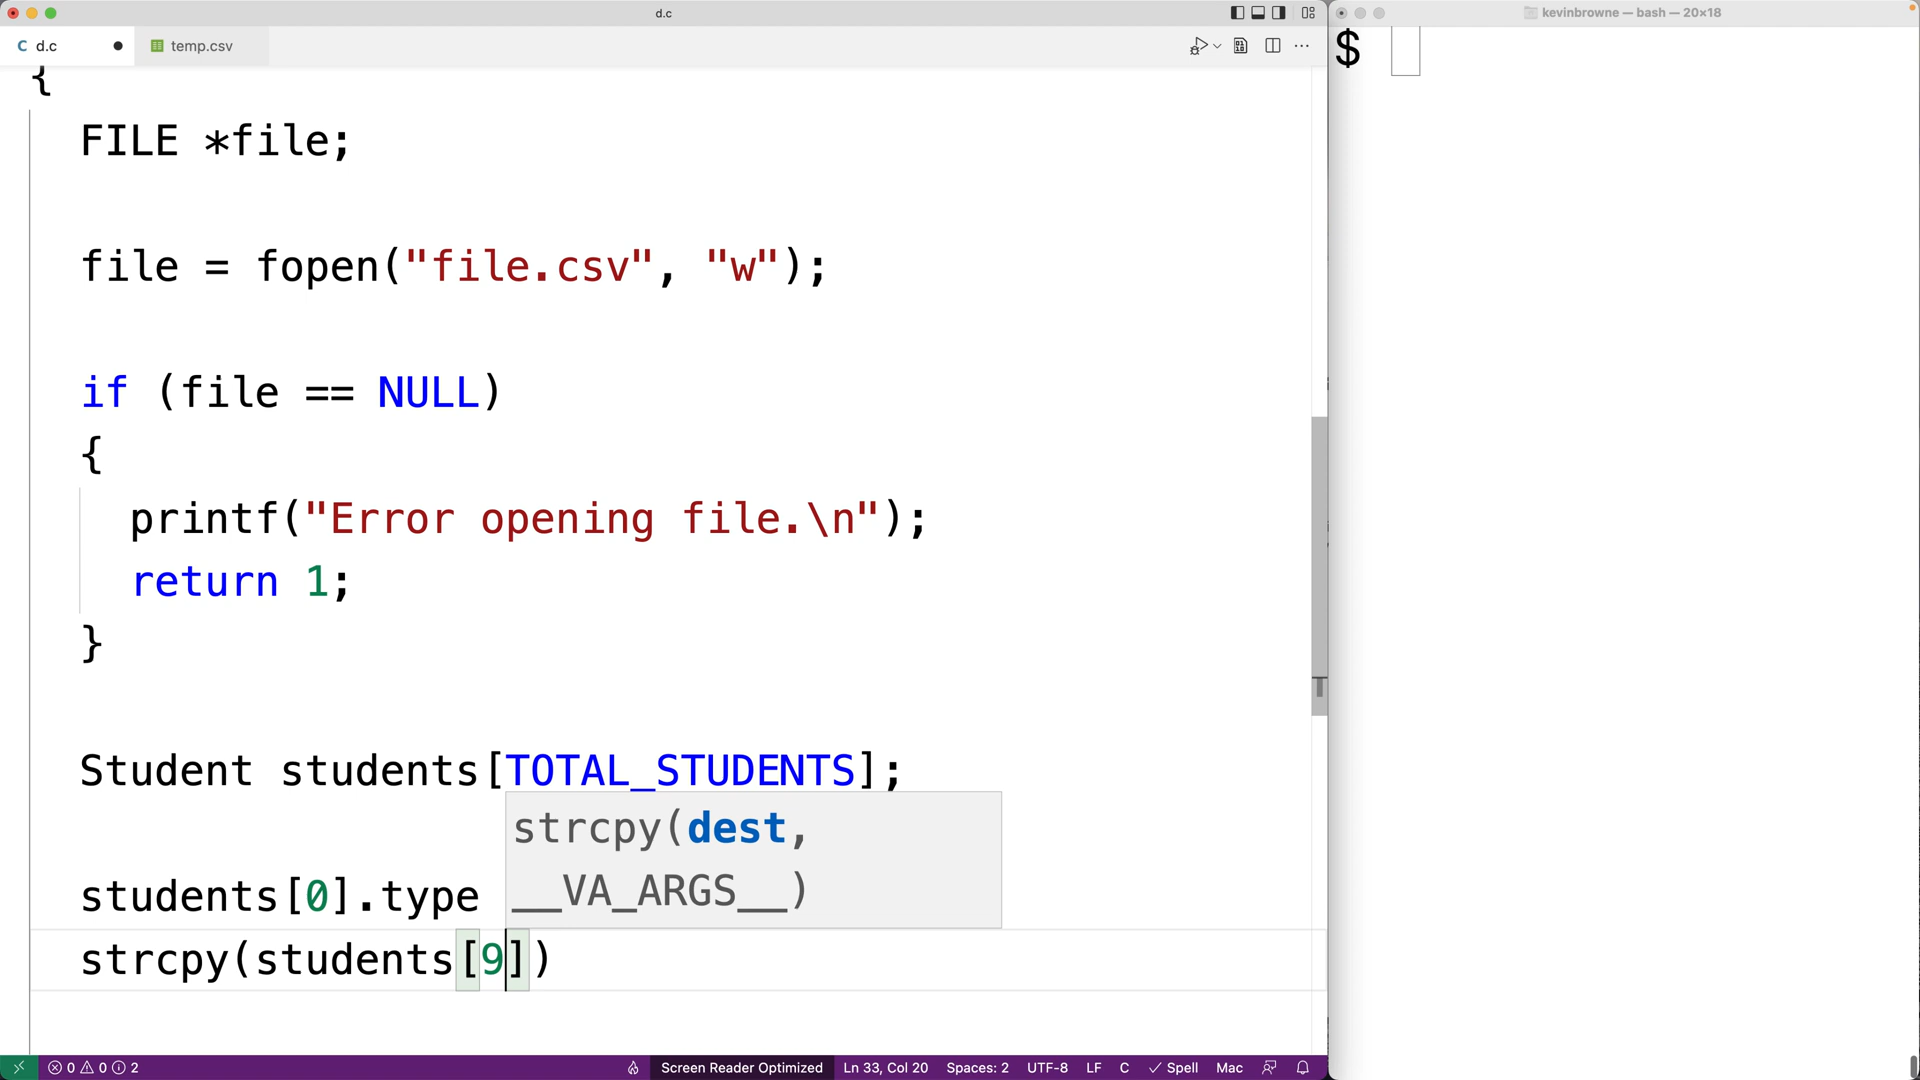 d.c
kevinbrowne — bash — 20×18
C d.c
temp.csv
$
{
FILE *file;
file = fopen("file.csv", "w");
if (file == NULL)
{
printf("Error opening file.\n");
return 1;
}
Student students[TOTAL_STUDENTS];
strcpy(dest,
__VA_ARGS__)
students[0].type
strcpy(students[9])
0 0 2
Screen Reader Optimized
Ln 33, Col 20
Spaces: 2
UTF-8
LF
C
Spell
Mac